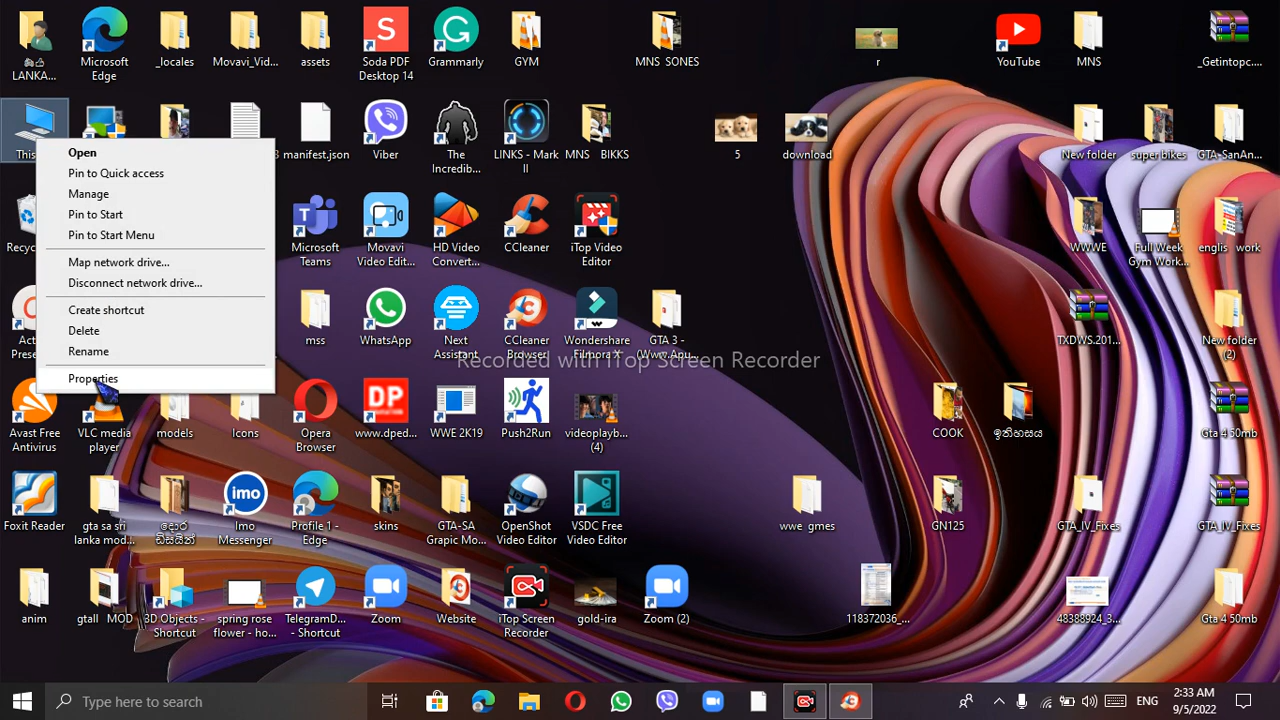 LANKA...
Microsoft
Edge
_locales
Movavi_Vid...
assets
Soda PDF
Desktop 14
Grammarly
GYM
MNS_SONES
r
YouTube
MNS
_Getintopc....
This
manifest.json
Viber
The
Incredib...
LINKS - Mark
II
MNS BIKKS
5
download
New folder
super bikes
GTA-SanAn...
Open
Pin to Quick access
Manage
Pin to Start
Pin to Start Menu
Map network drive...
Disconnect network drive...
Create shortcut
Delete
Rename
Properties
Recyc
Microsoft
Teams
Movavi
Video Edit...
HD Video
Convert...
CCleaner
iTop Video
Editor
WWWE
Full Week
Gym Work...
englis work
Act
Prese
mss
WhatsApp
Next
Assistant
CCleaner
Browser
Wondershare
Filmora X
GTA 3 -
(Www.Apu...
TXDWS.201...
New folder
(2)
Recorded with iTop Screen Recorder
Avast Free
Antivirus
VLC media
player
models
Icons
Opera
Browser
DP
www.dped...
WWE 2K19
Push2Run
videoplayb...
(4)
COOK
ඉතිහාසය
Gta 4 50mb
Foxit Reader
gta sa sri
lanka mod...
imo
Imo
Messenger
Profile 1 -
Edge
skins
GTA-SA
Grapic Mo...
OpenShot
Video Editor
VSDC Free
Video Editor
wwe_gmes
GN125
GTA_IV_Fixes
GTA_IV_Fixes
anim
gtall_MOD
3D Objects -
Shortcut
spring rose
flower - ho...
TelegramD...
- Shortcut
Zoom
Website
iTop Screen
Recorder
gold-ira
Zoom (2)
118372036_...
48388924_3...
Gta 4 50mb
Type here to search
ENG
2:33 AM
9/5/2022